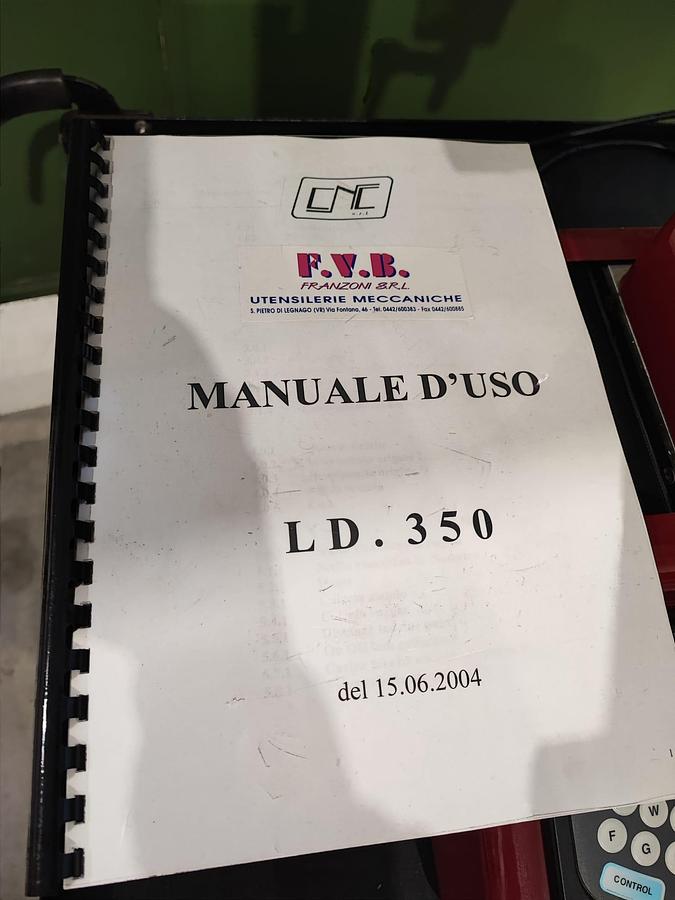 CNC
s.r.l.
F.V.B.
FRANZONI S.R.L.
UTENSILERIE MECCANICHE
S. PIETRO DI LEGNAGO (VR) Via Fontana, 46 - Tel. 0442/600383 - Fax 0442/600885
MANUALE D'USO
LD. 350
del 15.06.2004
1
W
F
G
CONTROL